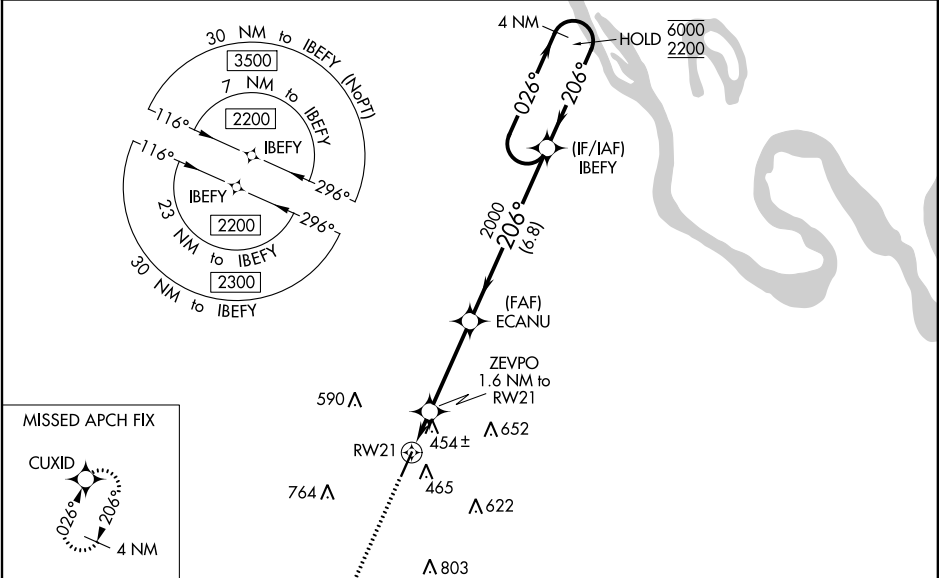 30 NM to IBEFY (NoPT)
3500
7 NM to IBEFY
2200
116°
IBEFY
296°
116°
IBEFY
296°
2200
23 NM to IBEFY
2300
30 NM to IBEFY
4 NM
HOLD 6000
2200
026°
206°
(IF/IAF)
IBEFY
2000
206°
(6.8)
(FAF)
ECANU
ZEVPO
1.6 NM to
RW21
590
454±
652
RW21
465
764
622
803
MISSED APCH FIX
CUXID
026°
206°
4 NM